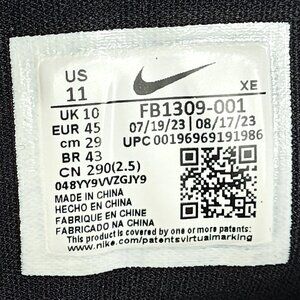 US
11
XE
UK 10
FB1309-001
EUR 45
07/19/23 | 08/17/23
cm 29
UPC 00196969191986
BR 43
CN 290(2.5)
048YY9VVZGJY9
MADE IN CHINA
HECHO EN CHINA
FABRIQUE EN CHINE
FABRICADO NA CHINA
This product is covered by one or more patents.
www.nike.com/patentsvirtualmarking